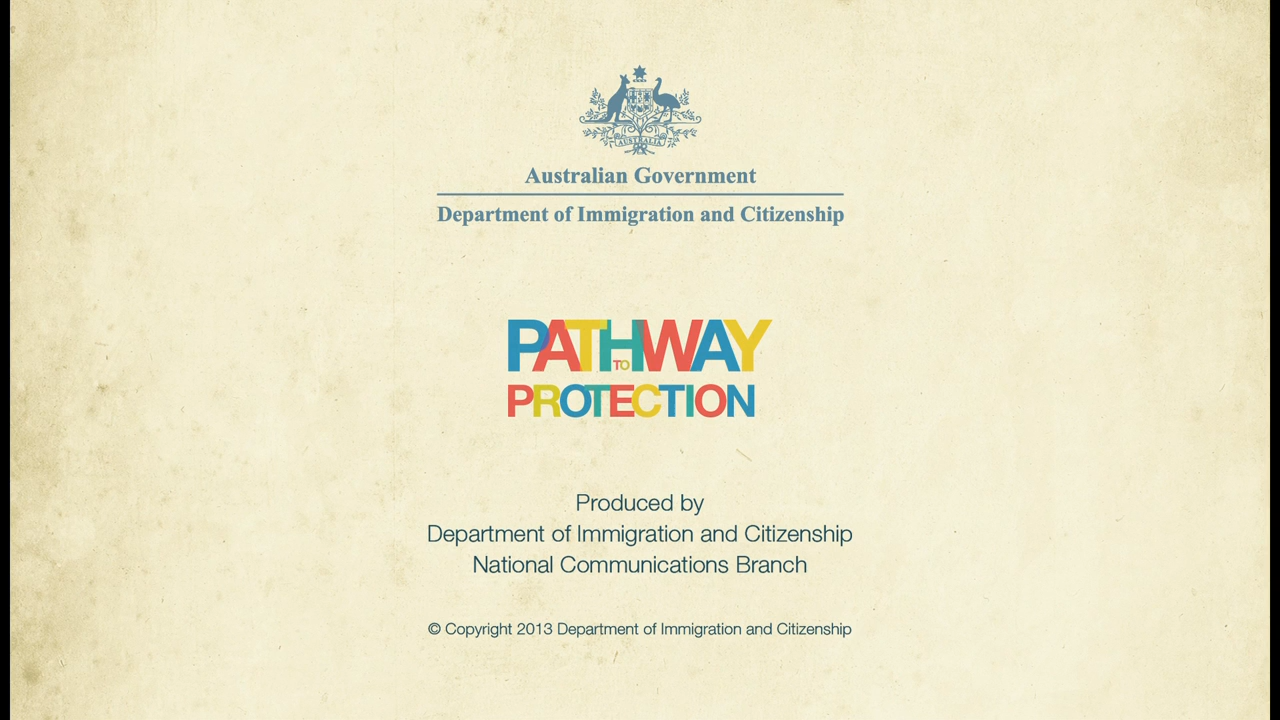 AUSTRALIA
Australian Government
Department of Immigration and Citizenship
PATHWAY
TO
PROTECTION
Produced by
Department of Immigration and Citizenship
National Communications Branch
© Copyright 2013 Department of Immigration and Citizenship